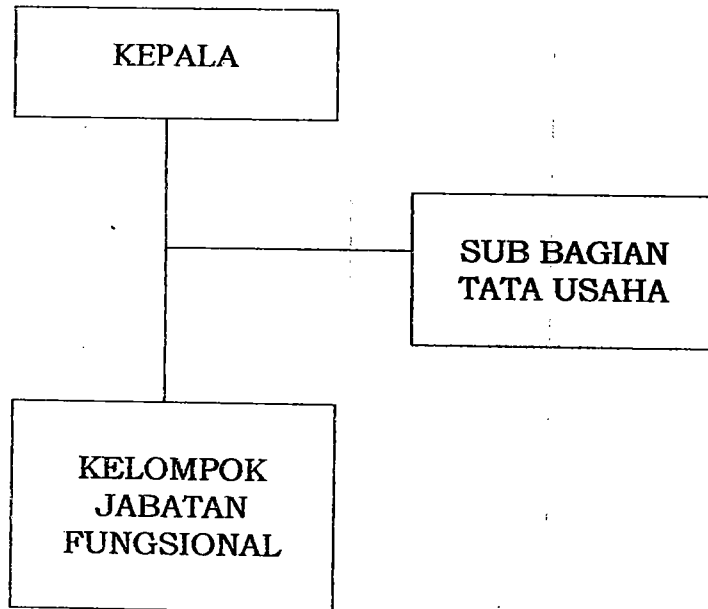 KEPALA
SUB BAGIAN
TATA USAHA
KELOMPOK
JABATAN
FUNGSIONAL